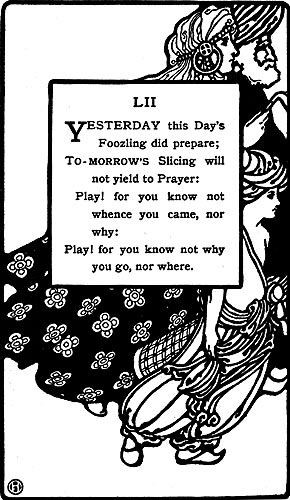 LII
YESTERDAY this Day's
Foozling did prepare;
TO-MORROW'S Slicing will
not yield to Prayer:
Play! for you know not
whence you came, nor
why:
Play! for you know not why
you go, nor where.